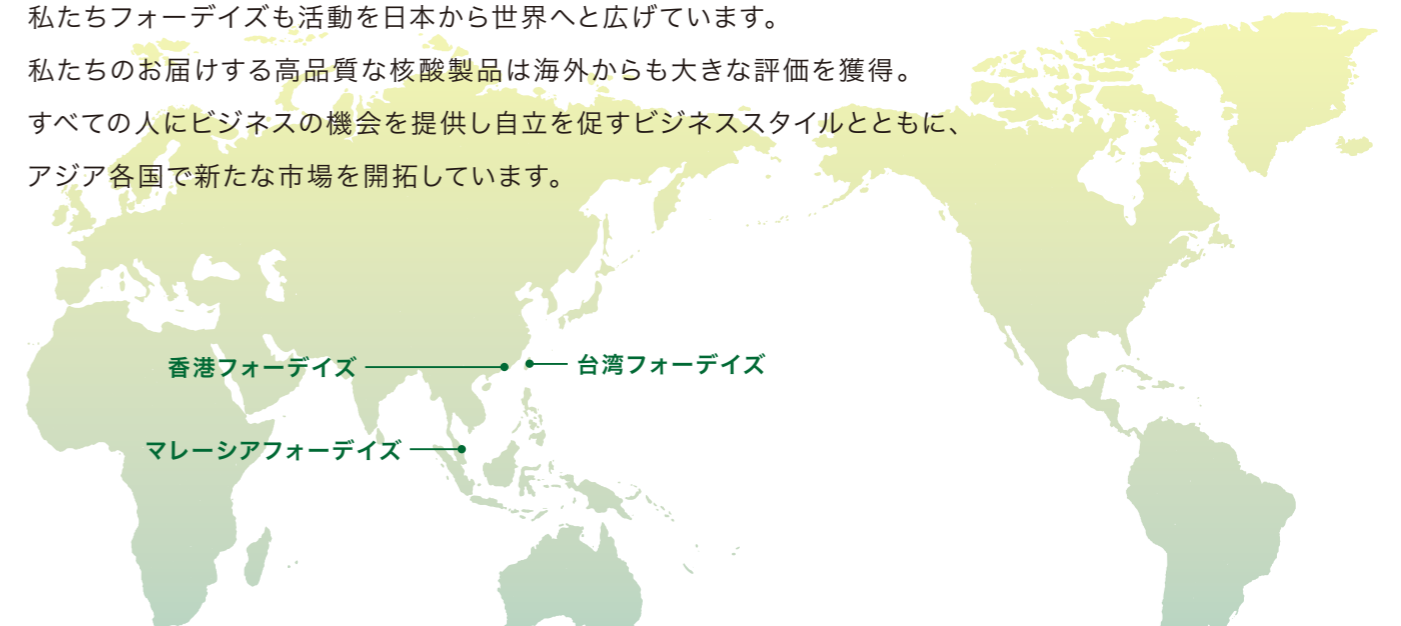 私たちフォーデイズも活動を日本から世界へと広げています。
私たちのお届けする高品質な核酸製品は海外からも大きな評価を獲得。
すべての人にビジネスの機会を提供し自立を促すビジネススタイルとともに、
アジア各国で新たな市場を開拓しています。
香港フォーデイズ
台湾フォーデイズ
マレーシアフォーデイズ